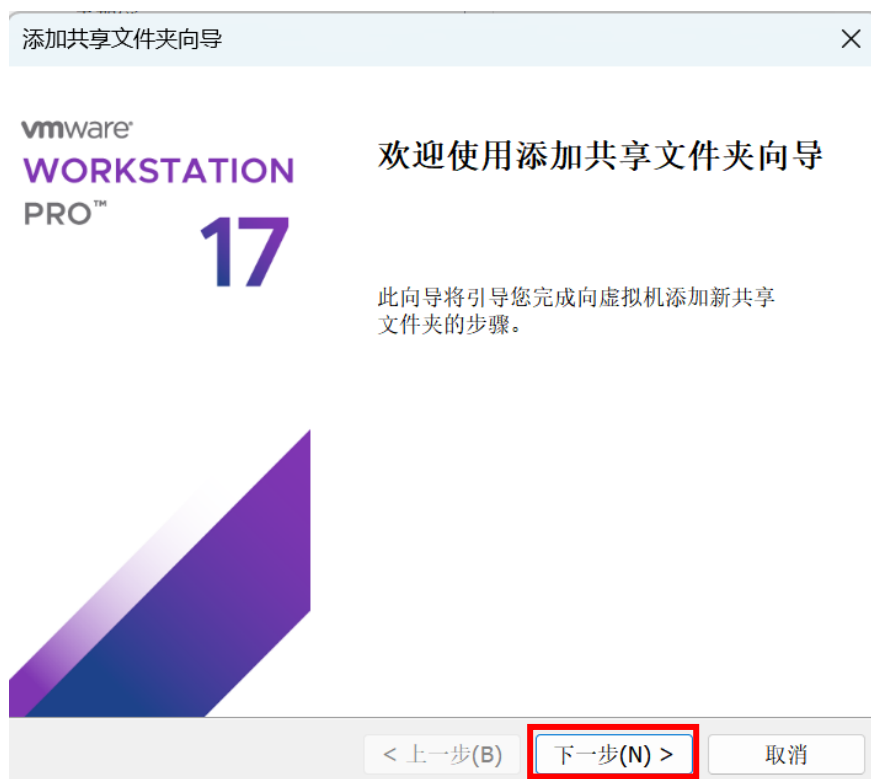 添加共享文件夹向导
vmware
WORKSTATION
PRO™
17
欢迎使用添加共享文件夹向导
此向导将引导您完成向虚拟机添加新共享
文件夹的步骤。
< 上一步(B)
下一步(N) >
取消